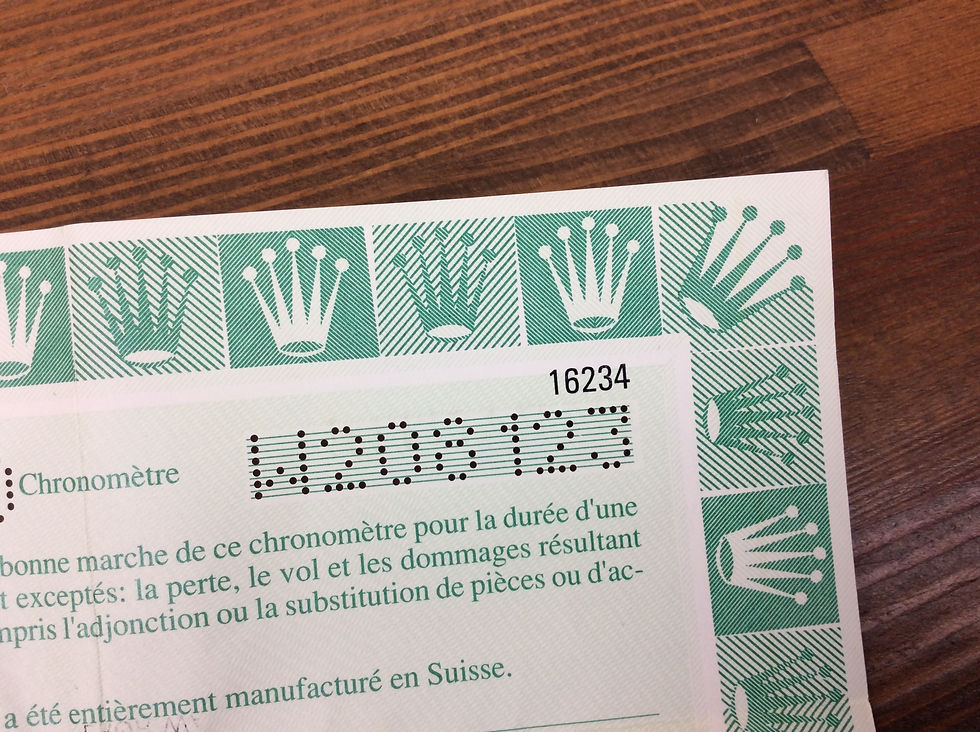 16234
Chronomètre W208123
bonne marche de ce chronomètre pour la durée d'une
t exceptés: la perte, le vol et les dommages résultant
mpris l'adjonction ou la substitution de pièces ou d'ac-
a été entièrement manufacturé en Suisse.